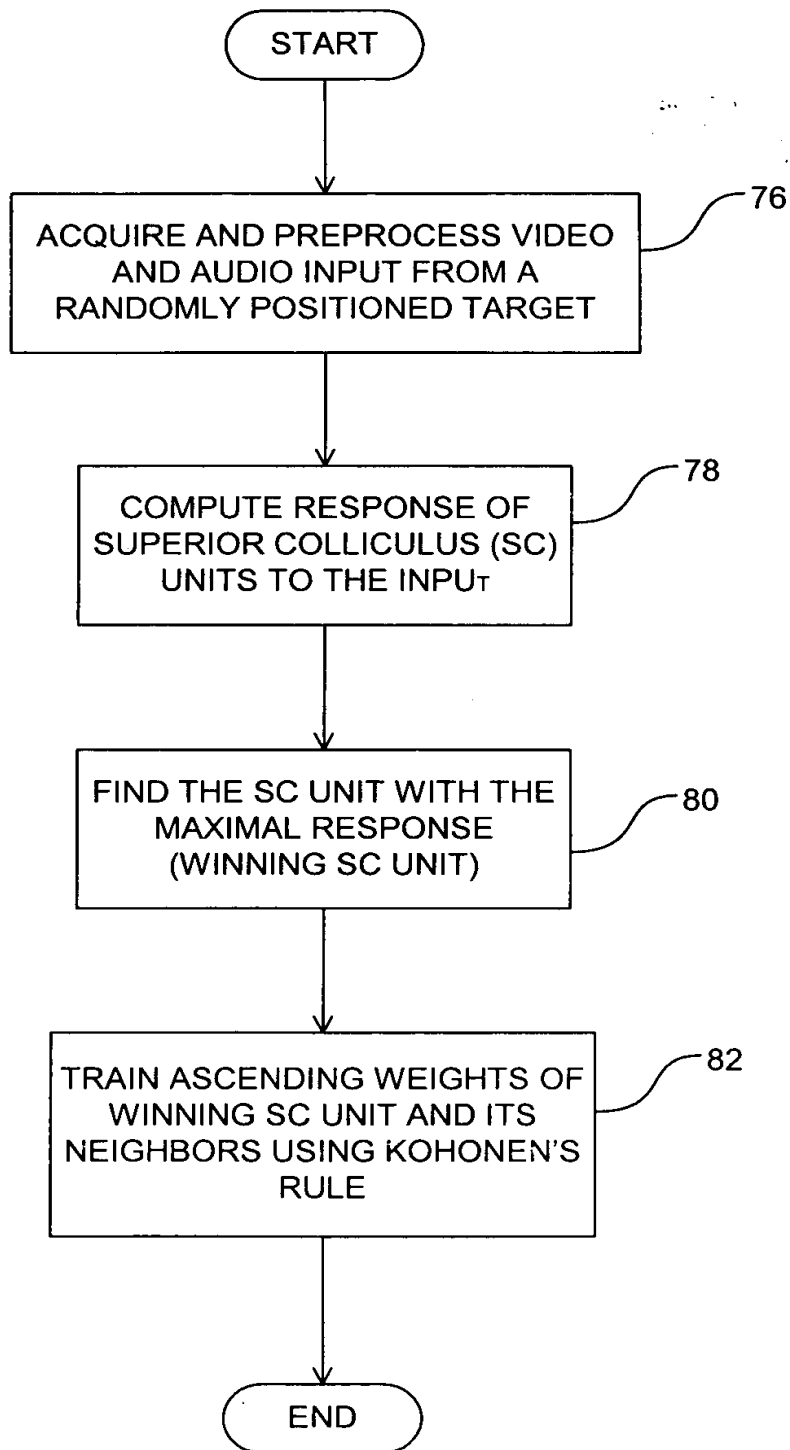 START
76
ACQUIRE AND PREPROCESS VIDEO
AND AUDIO INPUT FROM A
RANDOMLY POSITIONED TARGET
78
COMPUTE RESPONSE OF
SUPERIOR COLLICULUS (SC)
UNITS TO THE INPUT
80
FIND THE SC UNIT WITH THE
MAXIMAL RESPONSE
(WINNING SC UNIT)
82
TRAIN ASCENDING WEIGHTS OF
WINNING SC UNIT AND ITS
NEIGHBORS USING KOHONEN'S
RULE
END